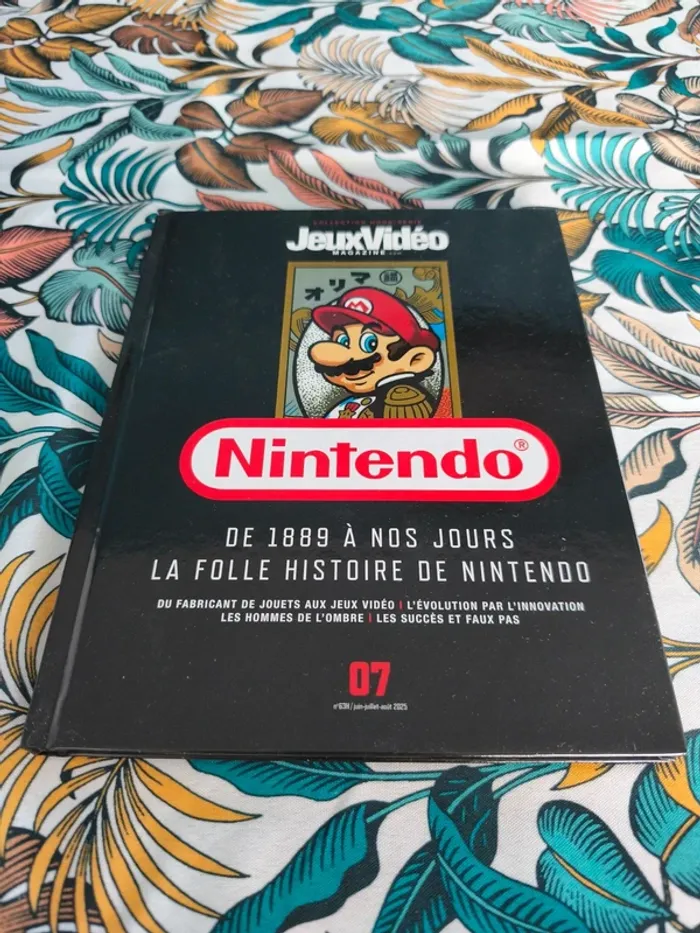 COLLECTION HORS-SÉRIE
JeuxVidéo
MAGAZINE.com
オリマ
M
Nintendo®
DE 1889 À NOS JOURS
LA FOLLE HISTOIRE DE NINTENDO
DU FABRICANT DE JOUETS AUX JEUX VIDÉO | L'ÉVOLUTION PAR L'INNOVATION
LES HOMMES DE L'OMBRE | LES SUCCÈS ET FAUX PAS
07
n°63H / juin-juillet-août 2025